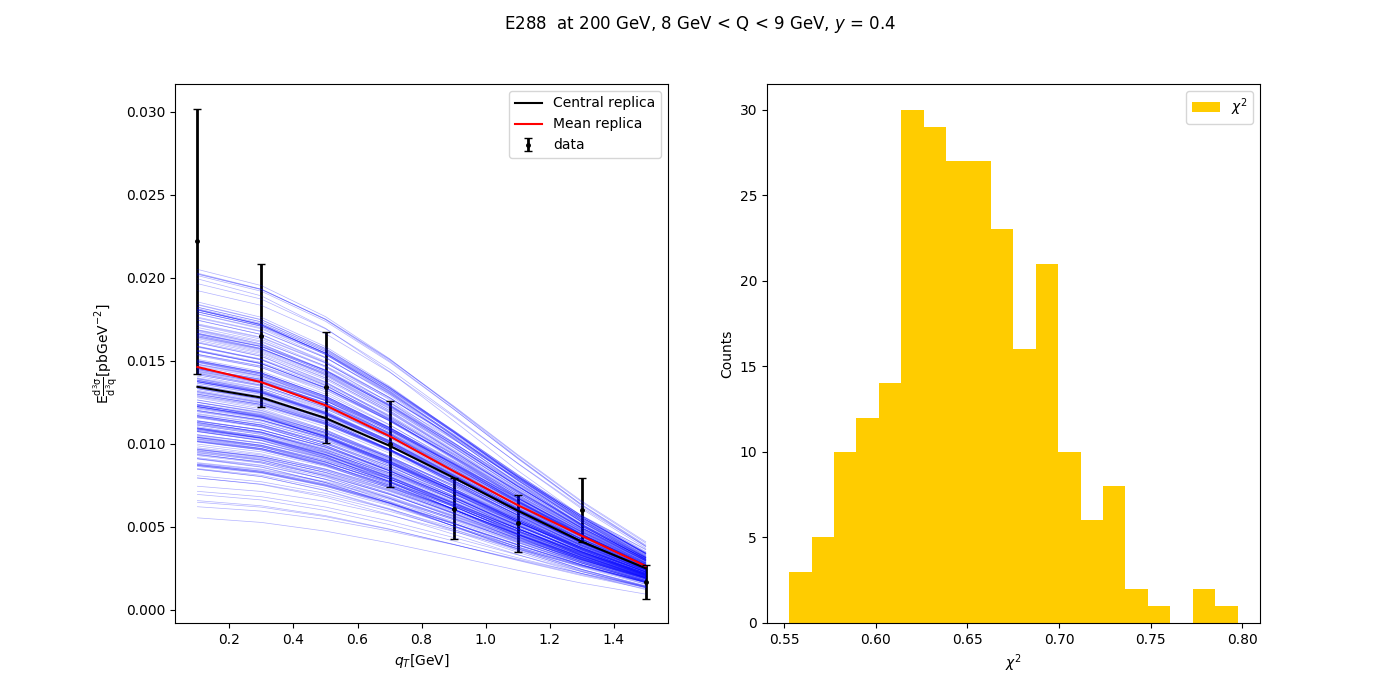 E288  at 200 GeV, 8 GeV < Q < 9 GeV, y = 0.4
0.030
0.025
0.020
0.015
0.010
0.005
0.000
E d³σ/d³q [pbGeV⁻²]
Central replica
Mean replica
data
0.2 0.4 0.6 0.8 1.0 1.2 1.4
q_T[GeV]
30
25
20
15
10
5
0
Counts
χ²
0.55 0.60 0.65 0.70 0.75 0.80
χ²